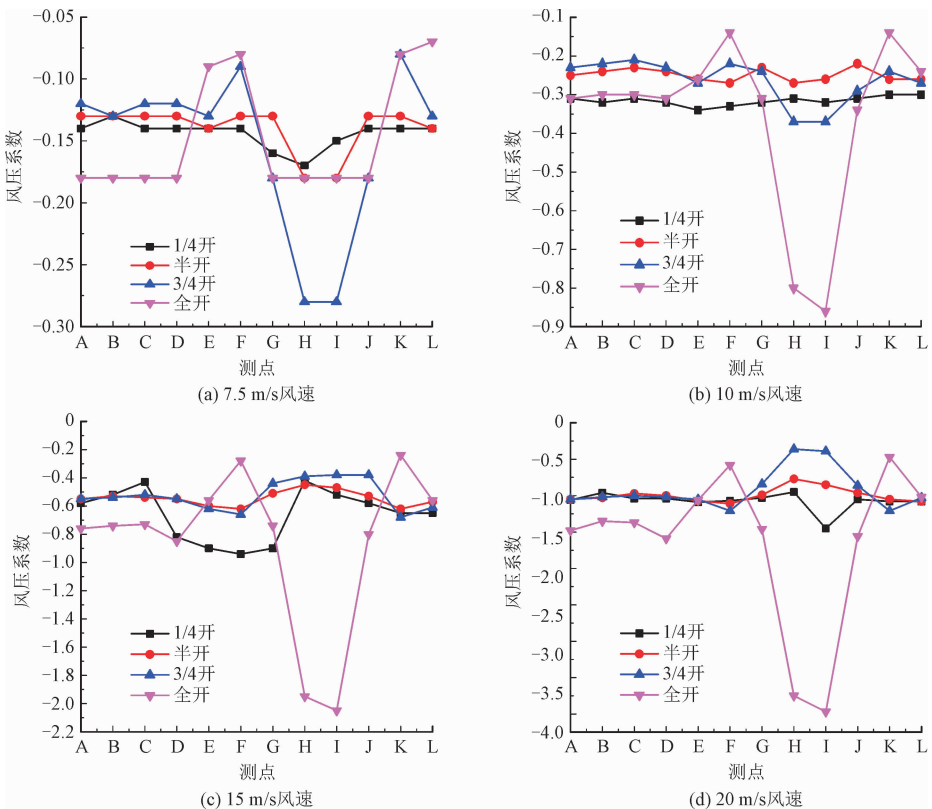 -0.05
-0.10
-0.15
-0.20
-0.25
-0.30
风压系数
1/4开
半开
3/4开
全开
A B C D E F G H I J K L
测点
(a) 7.5 m/s风速
-0.1
-0.2
-0.3
-0.4
-0.5
-0.6
-0.7
-0.8
-0.9
风压系数
1/4开
半开
3/4开
全开
A B C D E F G H I J K L
测点
(b) 10 m/s风速
0
-0.2
-0.4
-0.6
-0.8
-1.0
-1.2
-1.4
-1.6
-1.8
-2.0
-2.2
风压系数
1/4开
半开
3/4开
全开
A B C D E F G H I J K L
测点
(c) 15 m/s风速
0
-0.5
-1.0
-1.5
-2.0
-2.5
-3.0
-3.5
-4.0
风压系数
1/4开
半开
3/4开
全开
A B C D E F G H I J K L
测点
(d) 20 m/s风速